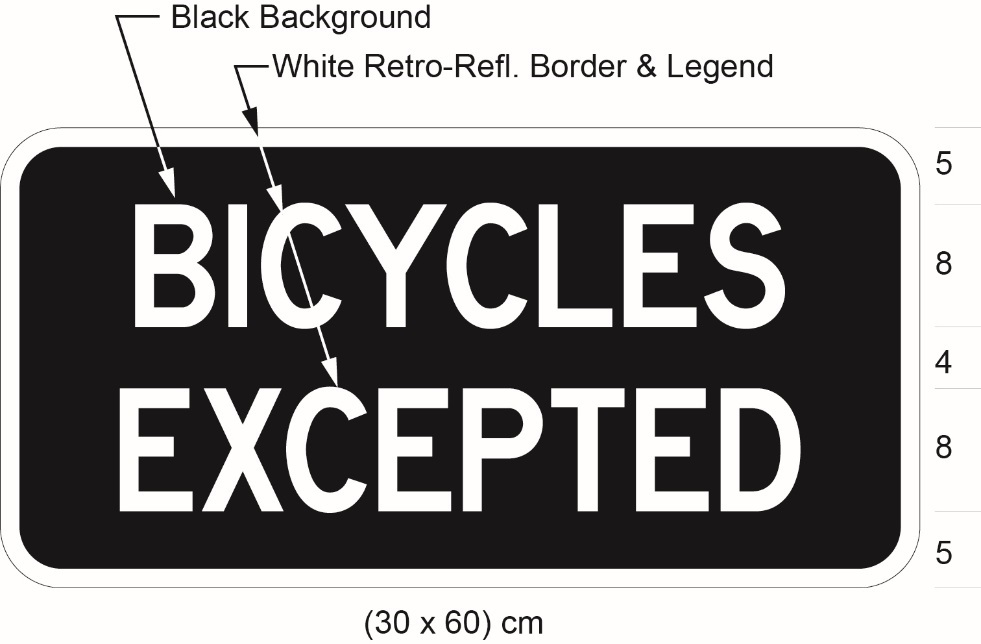 Black Background
White Retro-Refl. Border & Legend
5
BICYCLES
8
4
EXCEPTED
8
5
(30 x 60) cm